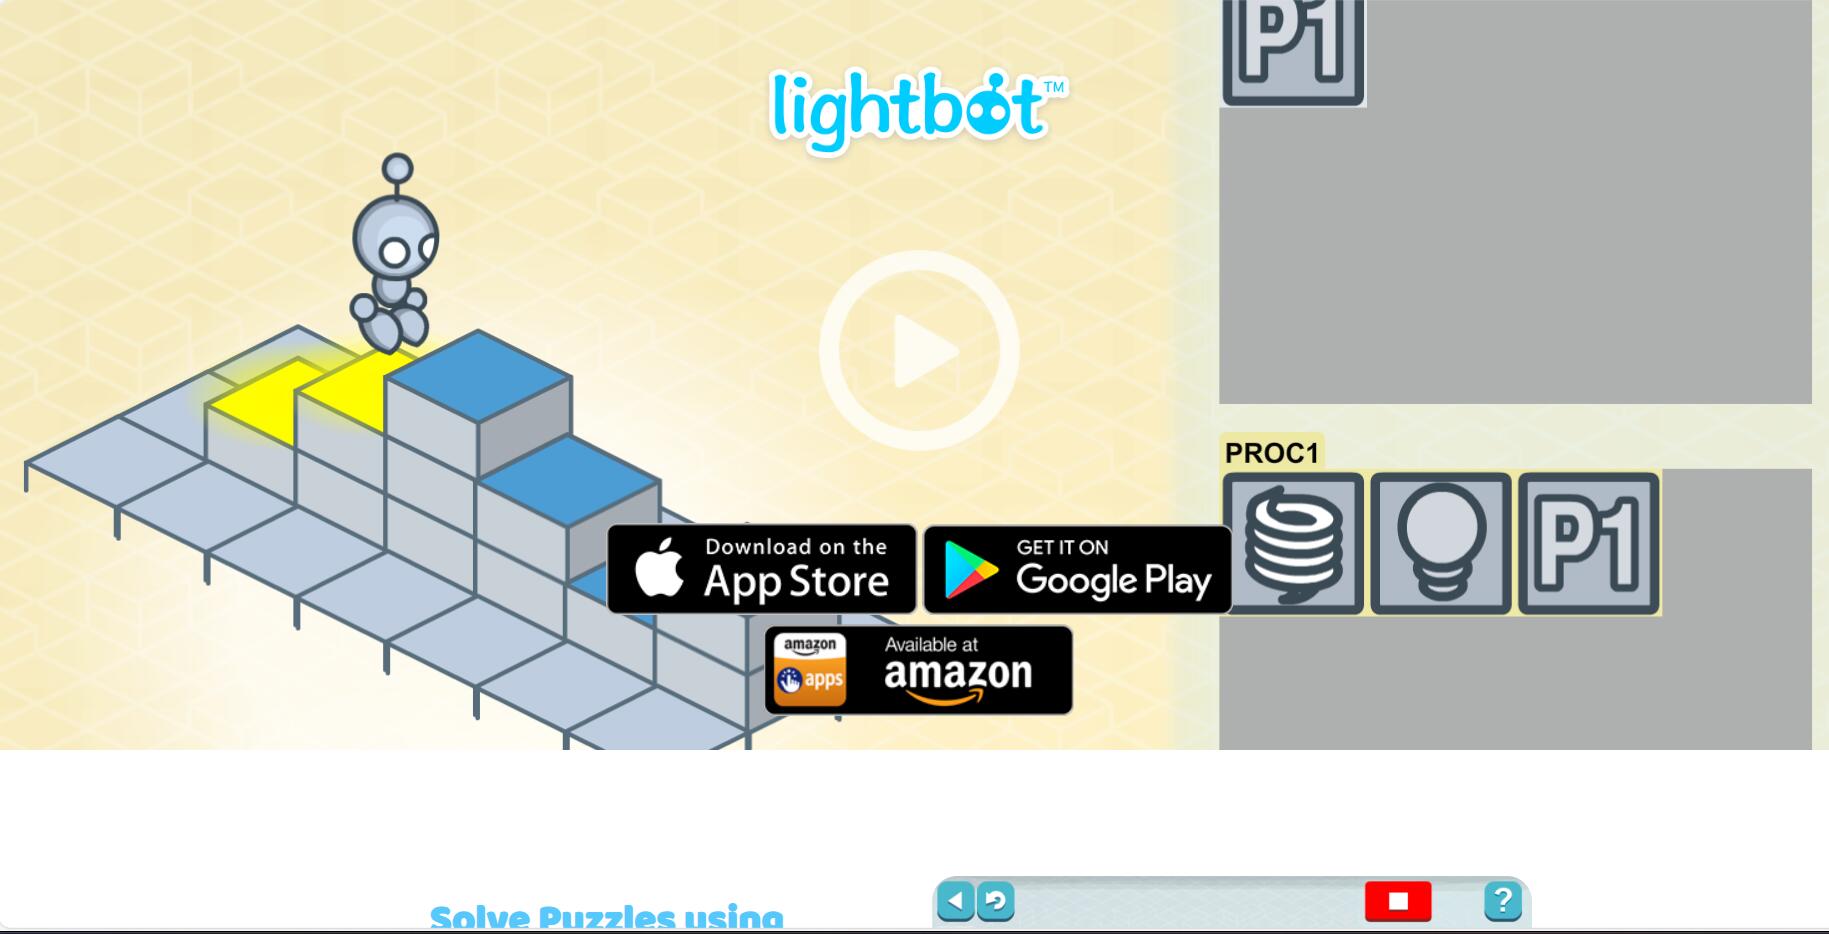 P1
lightbot™
PROC1
P1
Download on the
App Store
GET IT ON
Google Play
amazon
apps
Available at
amazon
Solve Puzzles using
?